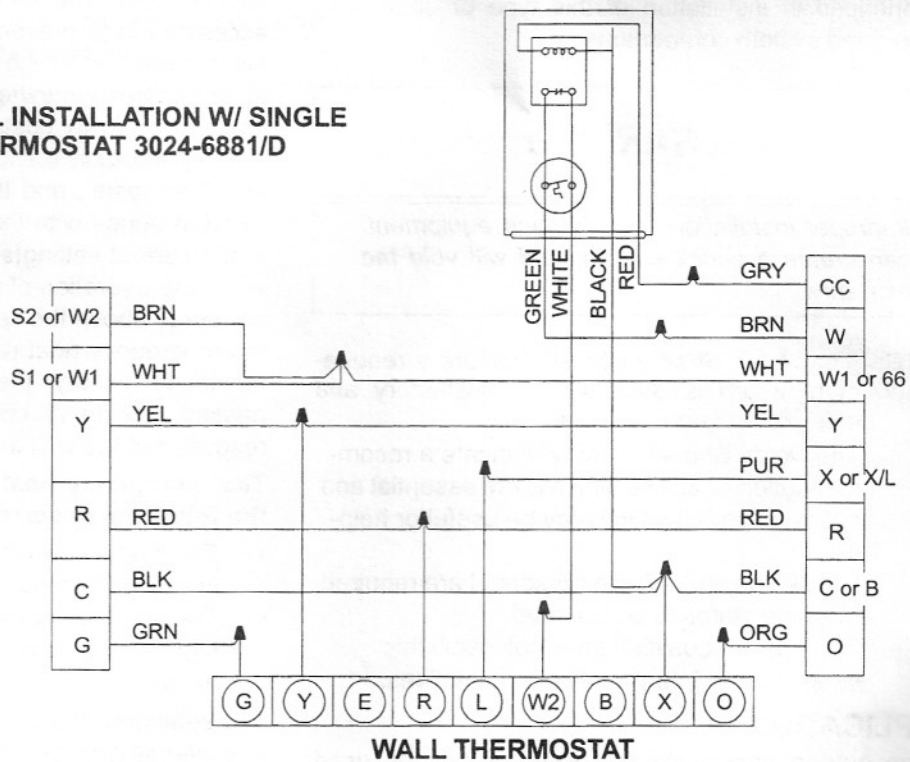 L INSTALLATION W/ SINGLE
ERMOSTAT 3024-6881/D
GREEN
WHITE
BLACK
RED
S2 or W2
BRN
S1 or W1
WHT
Y
YEL
R
RED
C
BLK
G
GRN
GRY
CC
BRN
W
WHT
W1 or 66
YEL
Y
PUR
X or X/L
RED
R
BLK
C or B
ORG
O
G Y E R L W2 B X O
WALL THERMOSTAT